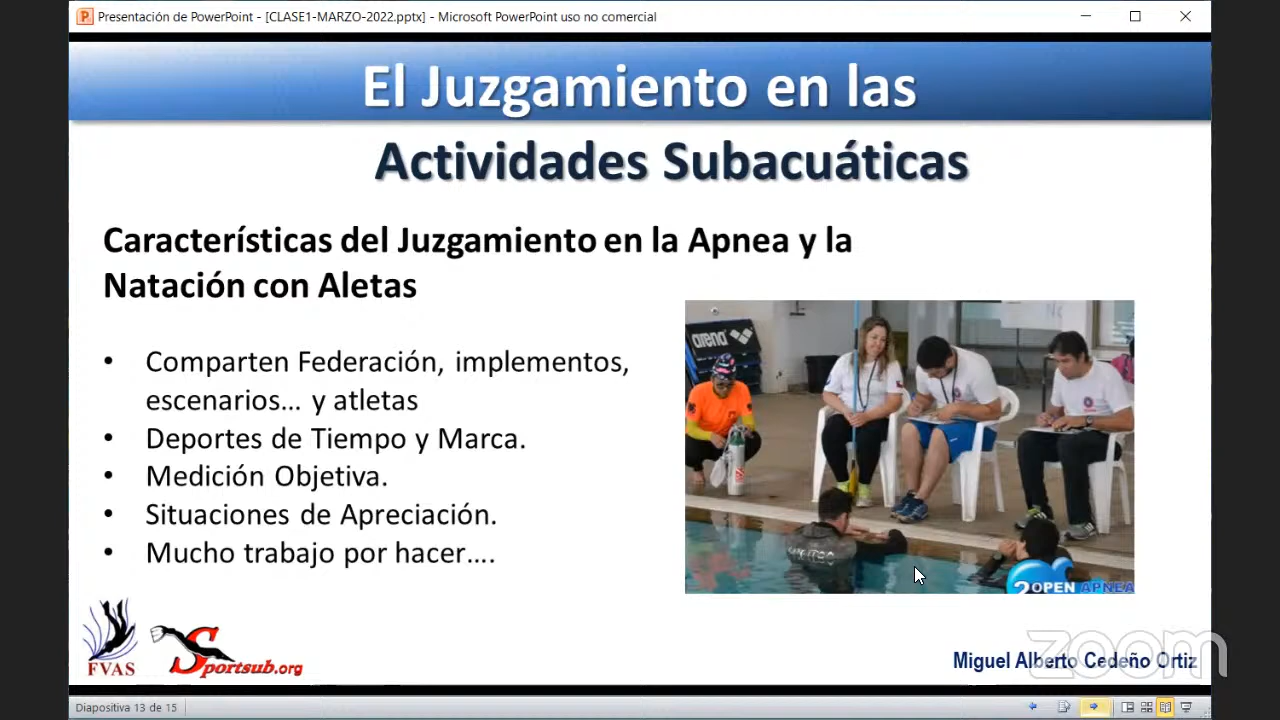 Presentación de PowerPoint - [CLASE1-MARZO-2022.pptx] - Microsoft PowerPoint uso no comercial
El Juzgamiento en las
Actividades Subacuáticas
Características del Juzgamiento en la Apnea y la
Natación con Aletas
• Comparten Federación, implementos,
escenarios... y atletas
• Deportes de Tiempo y Marca.
• Medición Objetiva.
• Situaciones de Apreciación.
• Mucho trabajo por hacer....
arena
2OPEN APNEA
FVAS
Sportsub.org
Miguel Alberto Cedeño Ortiz
zoom
Diapositiva 13 de 15